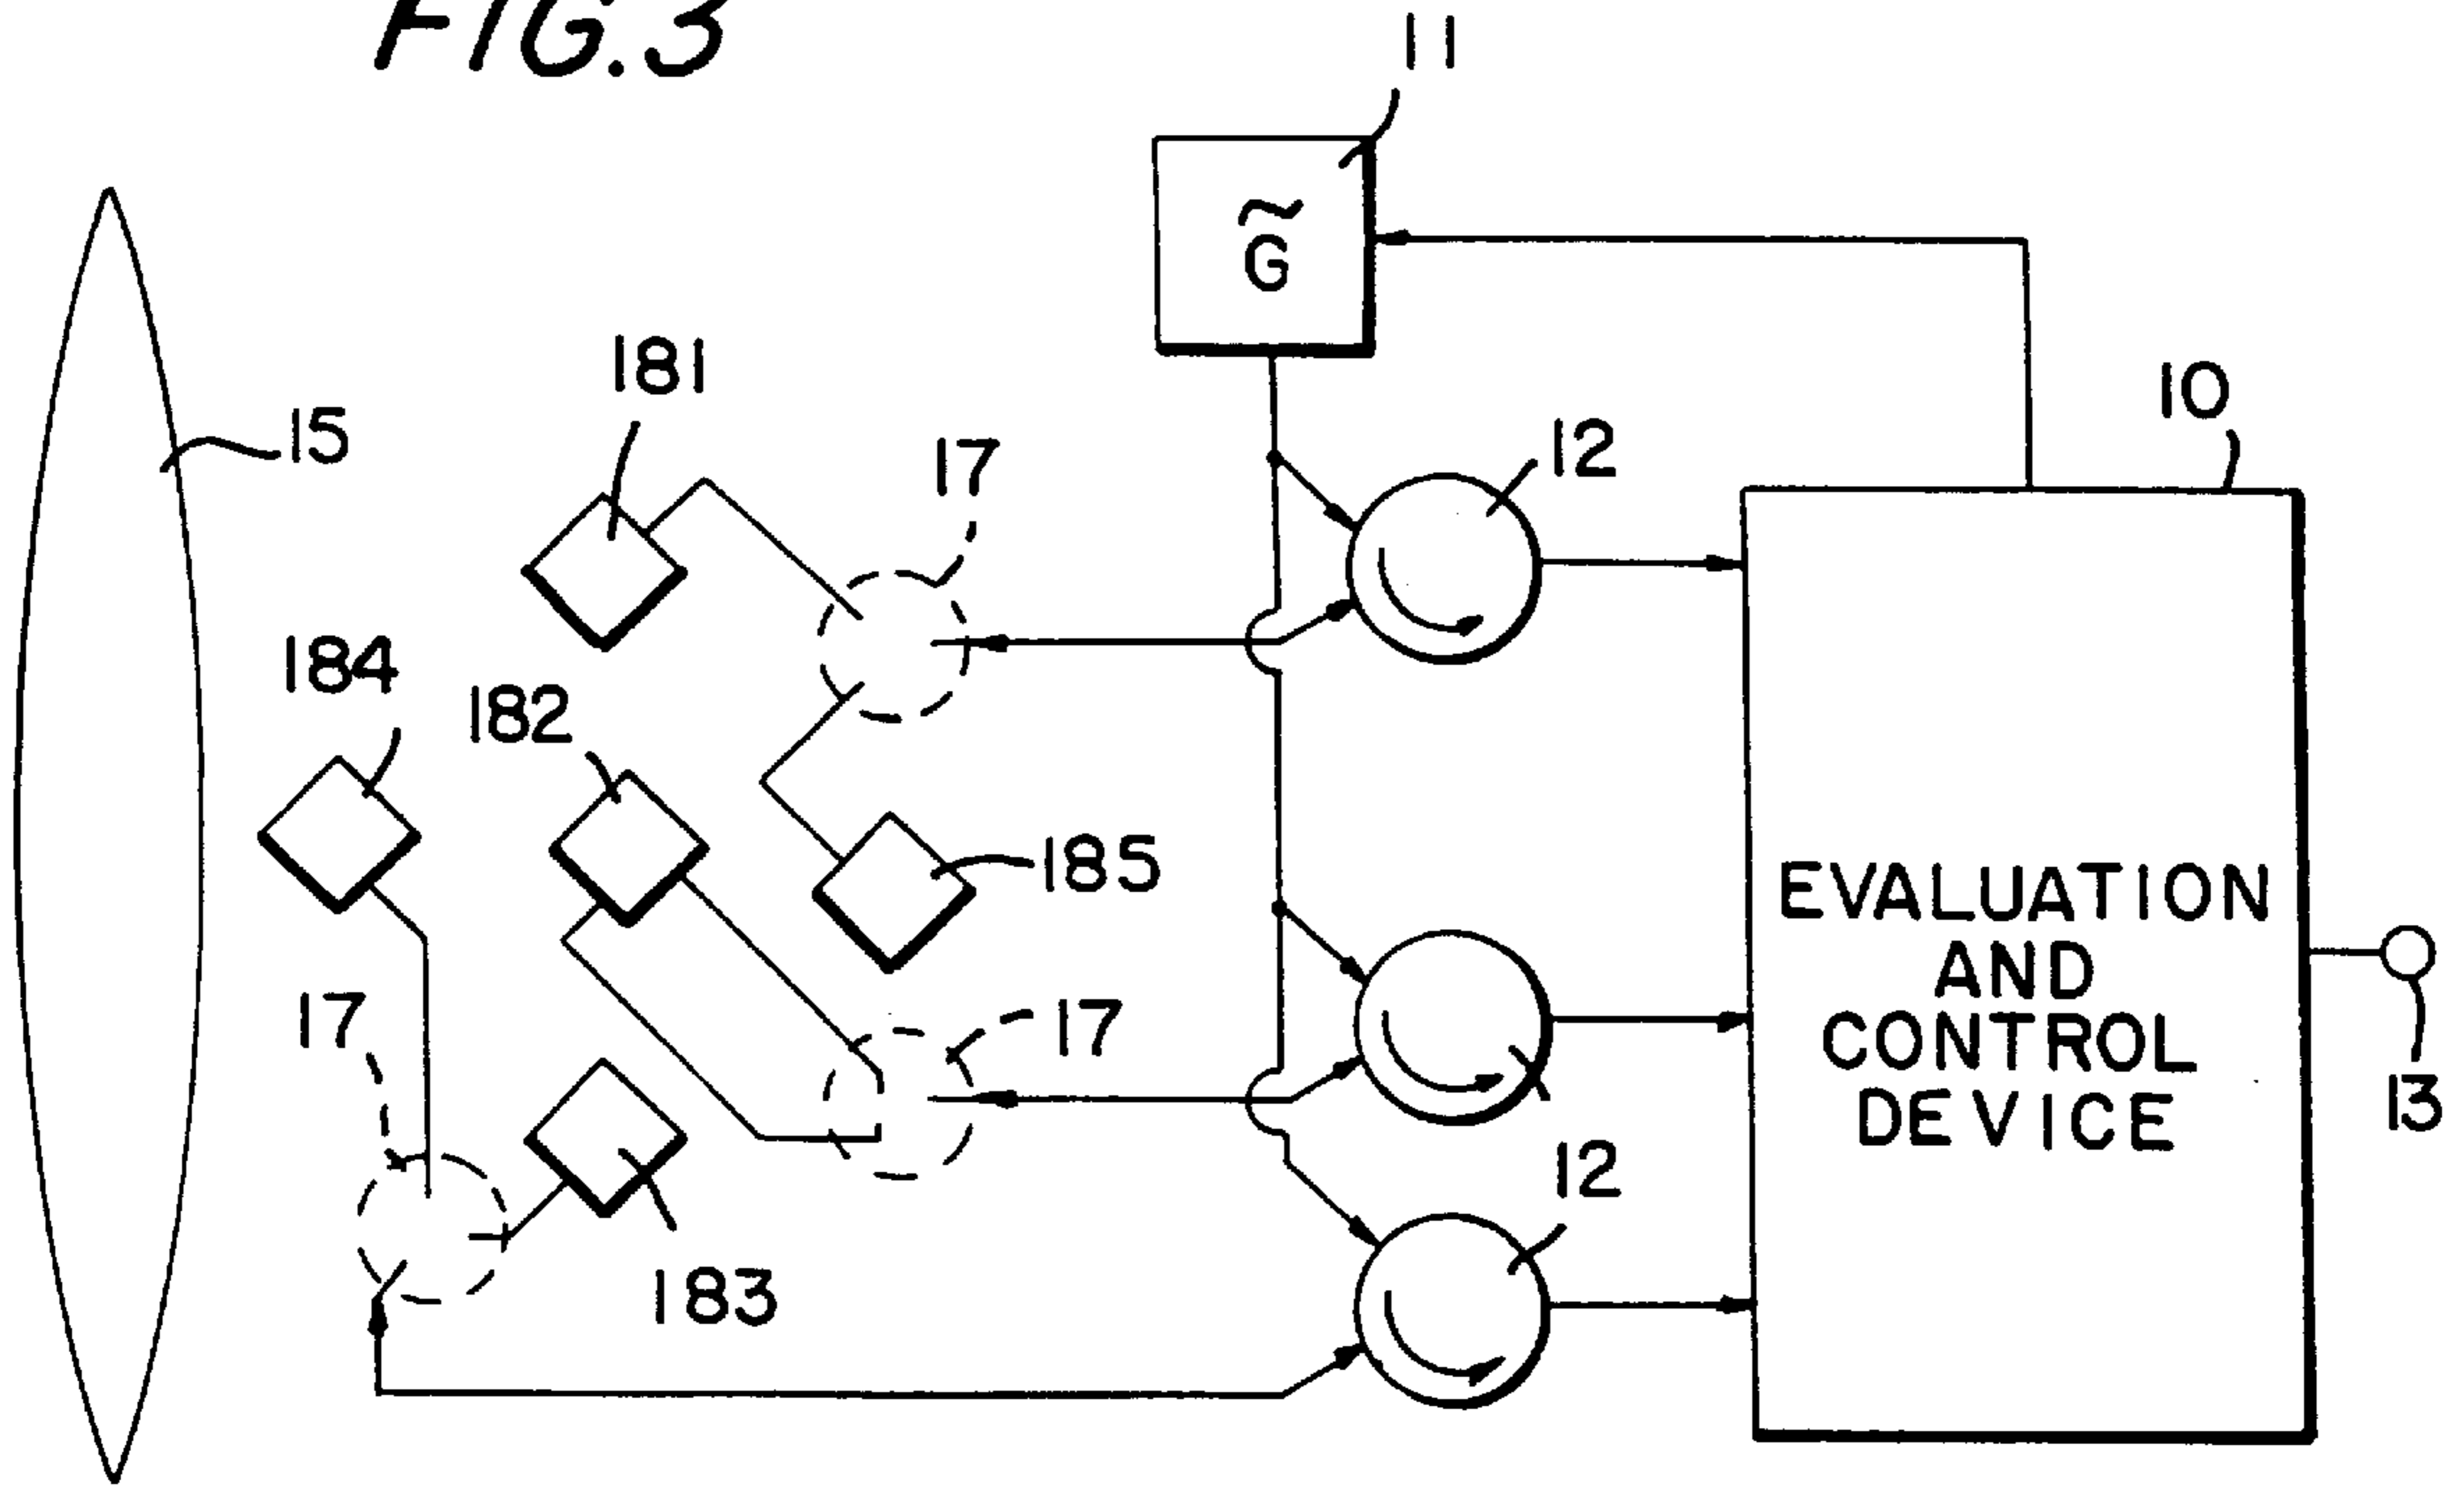 FIG.3
11
G̃
181
10
15
12
17
184
182
185
17
17
EVALUATION
AND
CONTROL
DEVICE
13
12
183